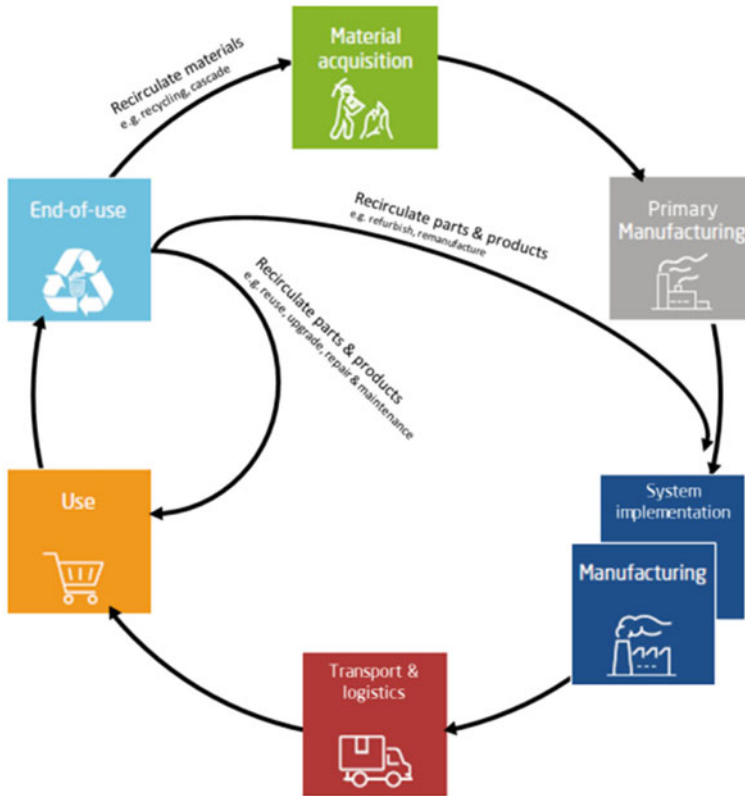 Material
acquisition
Recirculate materials
e.g. recycling, cascade
End-of-use
Primary
Manufacturing
Recirculate parts & products
e.g. refurbish, remanufacture
Recirculate parts & products
e.g. reuse, upgrade, repair & maintenance
Use
System
implementation
Manufacturing
Transport &
logistics